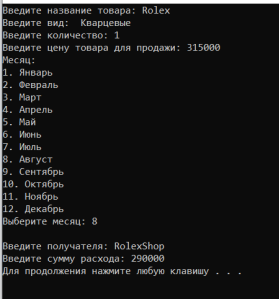 Введите название товара: Rolex
Введите вид:  Кварцевые
Введите количество: 1
Введите цену товара для продажи: 315000
Месяц:
1. Январь
2. Февраль
3. Март
4. Апрель
5. Май
6. Июнь
7. Июль
8. Август
9. Сентябрь
10. Октябрь
11. Ноябрь
12. Декабрь
Выберите месяц: 8
Введите получателя: RolexShop
Введите сумму расхода: 290000
Для продолжения нажмите любую клавишу . . .